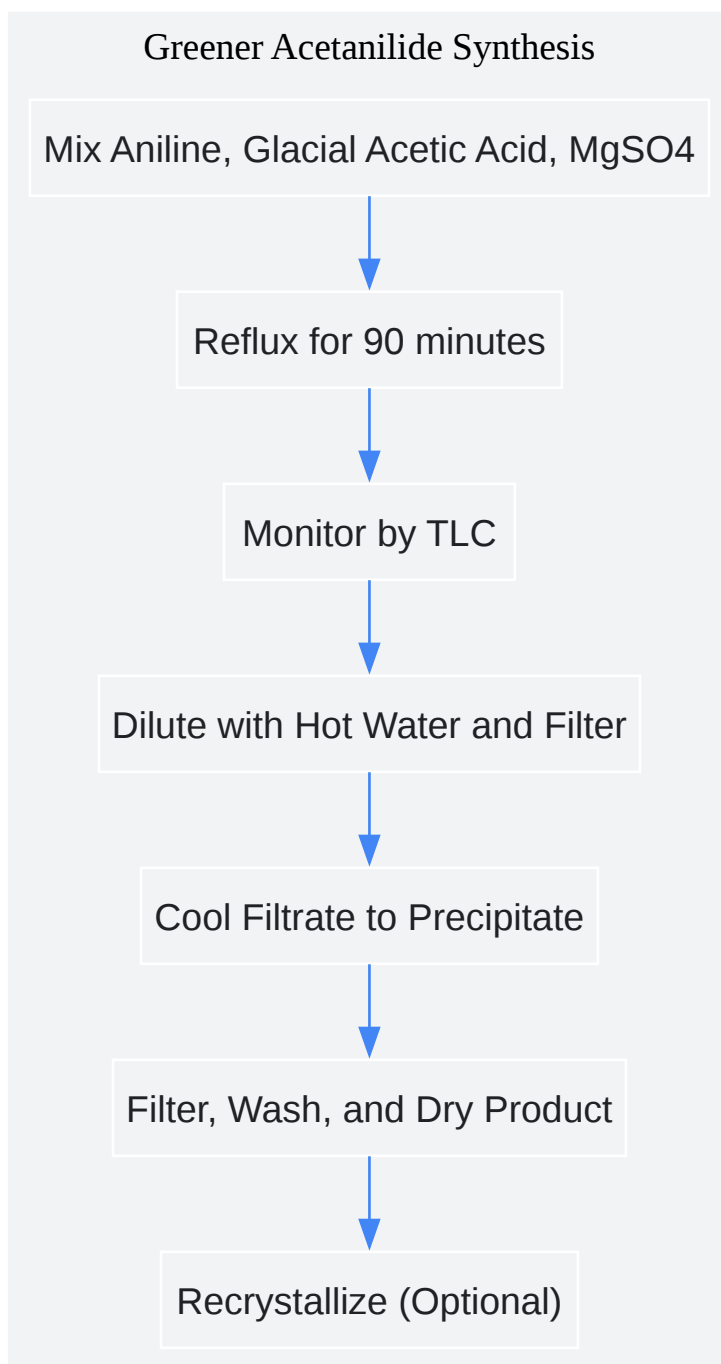 Greener Acetanilide Synthesis
Mix Aniline, Glacial Acetic Acid, MgSO4
Reflux for 90 minutes
Monitor by TLC
Dilute with Hot Water and Filter
Cool Filtrate to Precipitate
Filter, Wash, and Dry Product
Recrystallize (Optional)